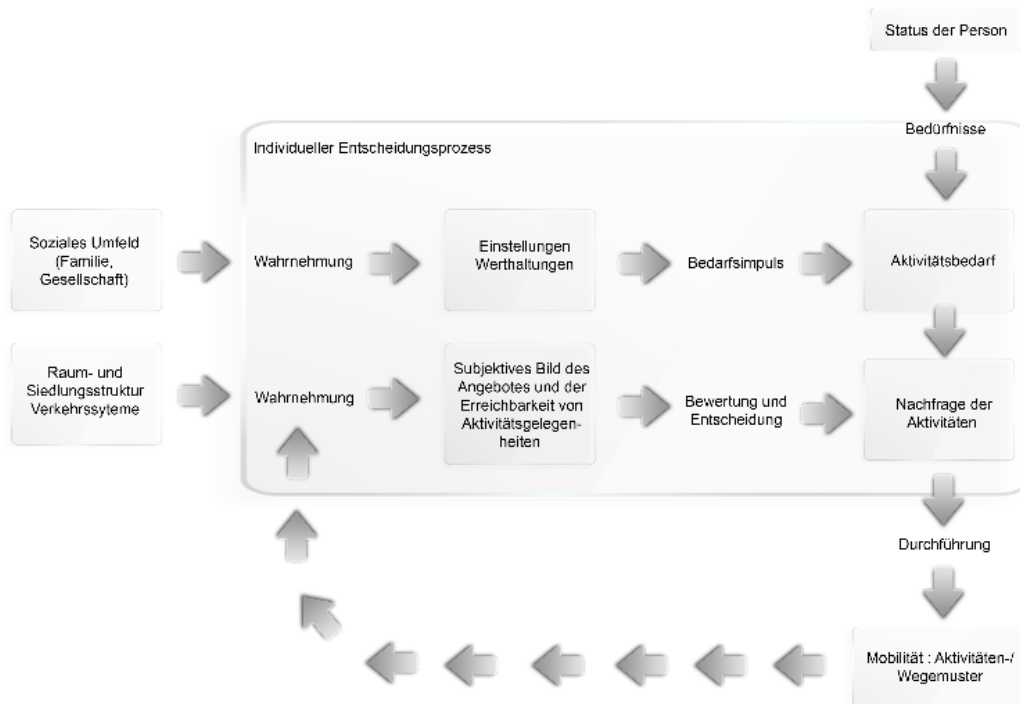 Status der Person
Bedürfnisse
Individueller Entscheidungsprozess
Soziales Umfeld
(Familie,
Gesellschaft)
Wahrnehmung
Einstellungen
Werthaltungen
Bedarfsimpuls
Aktivitätsbedarf
Raum- und
Siedlungsstruktur
Verkehrssyteme
Wahrnehmung
Subjektives Bild des
Angebotes und der
Erreichbarkeit von
Aktivitätsgelegen-
heiten
Bewertung und
Entscheidung
Nachfrage der
Aktivitäten
Durchführung
Mobilität : Aktivitäten-/
Wegemuster